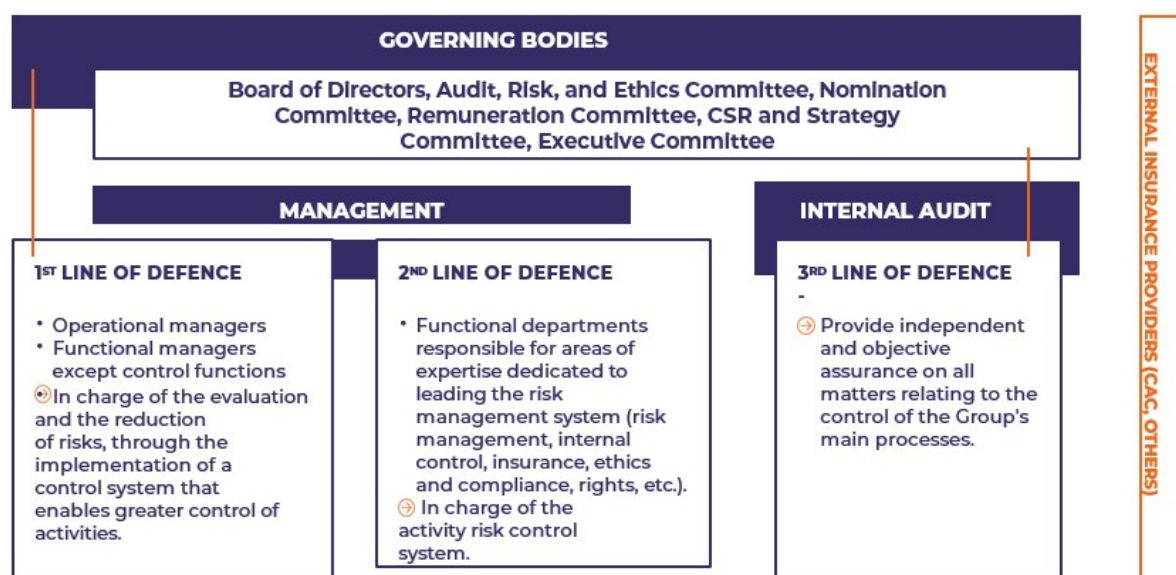 GOVERNING BODIES
Board of Directors, Audit, Risk, and Ethics Committee, Nomination
Committee, Remuneration Committee, CSR and Strategy
Committee, Executive Committee
MANAGEMENT
1ST LINE OF DEFENCE
• Operational managers
• Functional managers
except control functions
In charge of the evaluation
and the reduction
of risks, through the
implementation of a
control system that
enables greater control of
activities.
2ND LINE OF DEFENCE
• Functional departments
responsible for areas of
expertise dedicated to
leading the risk
management system (risk
management, internal
control, insurance, ethics
and compliance, rights, etc.).
In charge of the
activity risk control
system.
INTERNAL AUDIT
3RD LINE OF DEFENCE
-
Provide independent
and objective
assurance on all
matters relating to the
control of the Group's
main processes.
EXTERNAL INSURANCE PROVIDERS (CAC, OTHERS)